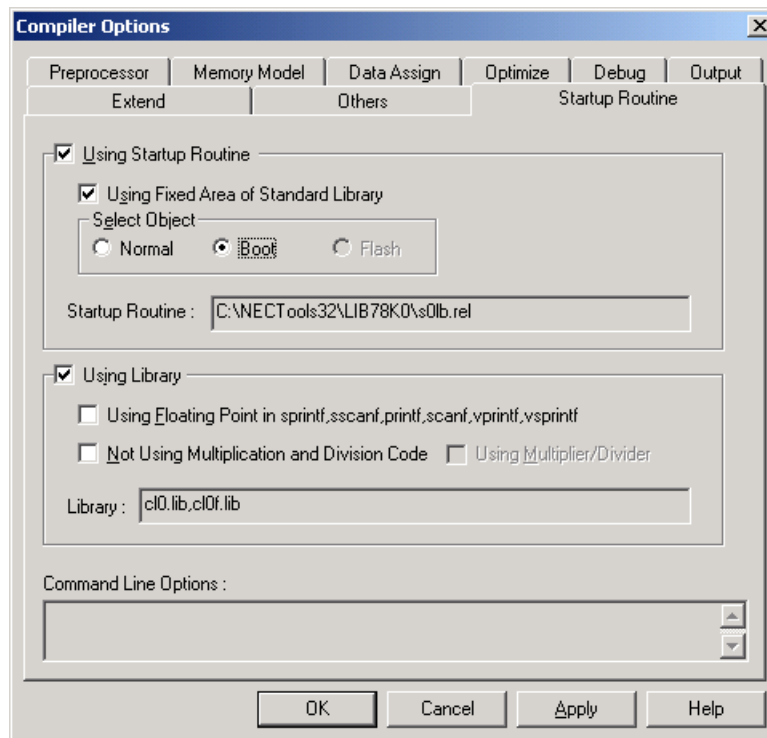 Compiler Options
Preprocessor Memory Model Data Assign Optimize Debug Output
Extend Others Startup Routine
Using Startup Routine
Using Fixed Area of Standard Library
Select Object
Normal Boot Flash
Startup Routine : C:\NECTools32\LIB78K0\s0lb.rel
Using Library
Using Floating Point in sprintf,sscanf,printf,scanf,vprintf,vsprintf
Not Using Multiplication and Division Code Using Multiplier/Divider
Library : cl0.lib,cl0f.lib
Command Line Options :
OK Cancel Apply Help